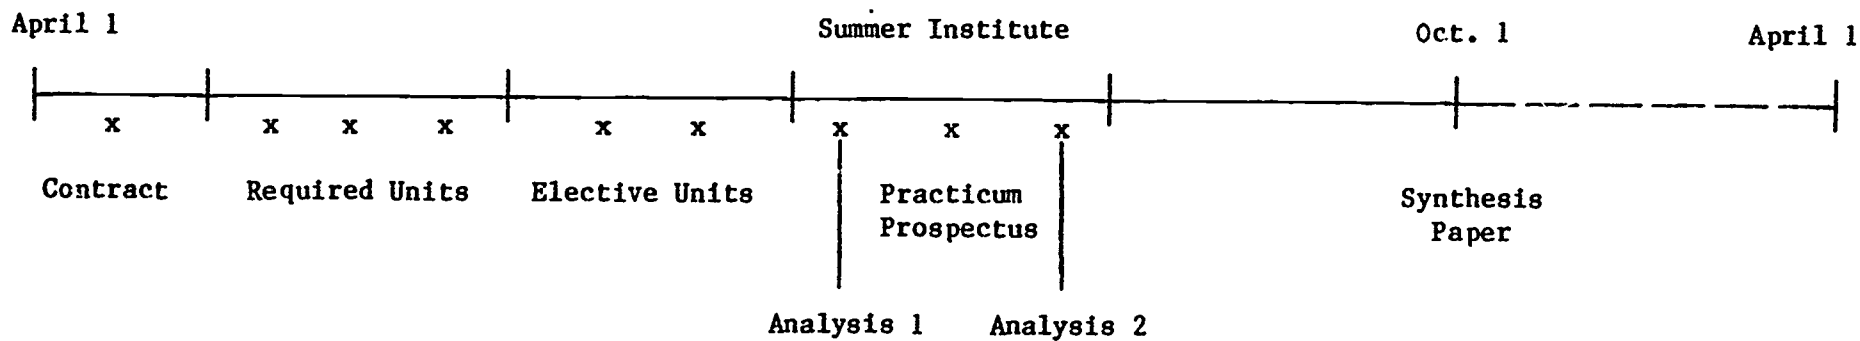 April 1
Summer Institute
Oct. 1
April 1
x x x x x x x x x
Contract
Required Units
Elective Units
Practicum
Prospectus
Synthesis
Paper
Analysis 1
Analysis 2